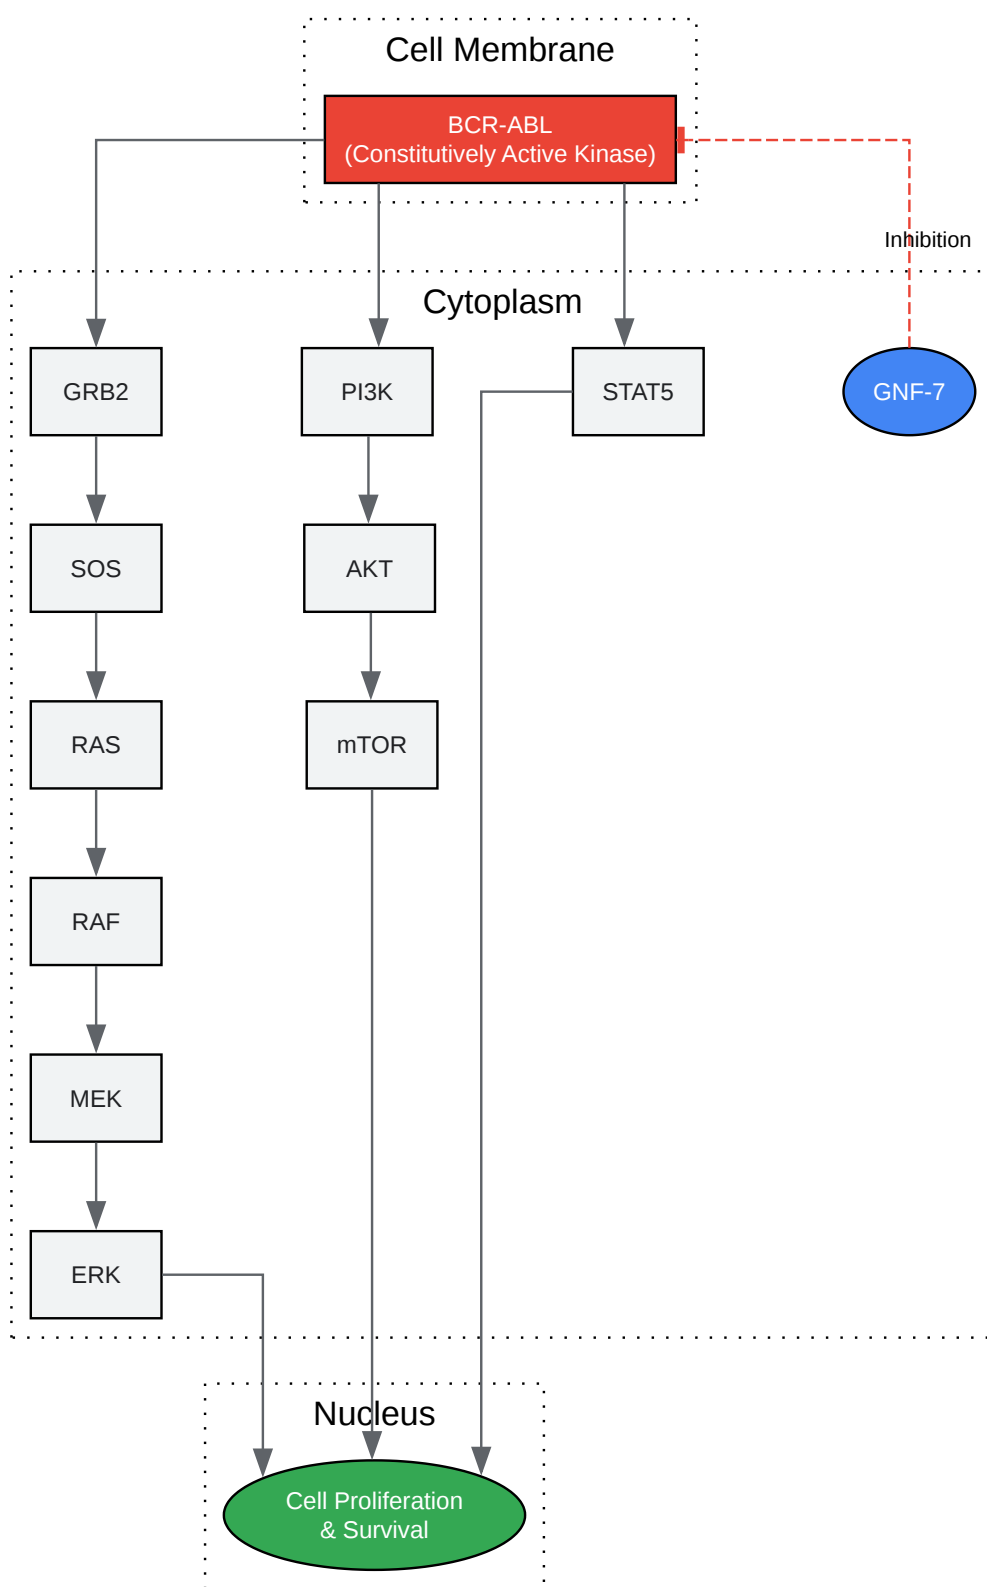 Cell Membrane
BCR-ABL
(Constitutively Active Kinase)
Inhibition
Cytoplasm
GRB2
PI3K
STAT5
GNF-7
SOS
AKT
RAS
mTOR
RAF
MEK
ERK
Nucleus
Cell Proliferation
& Survival